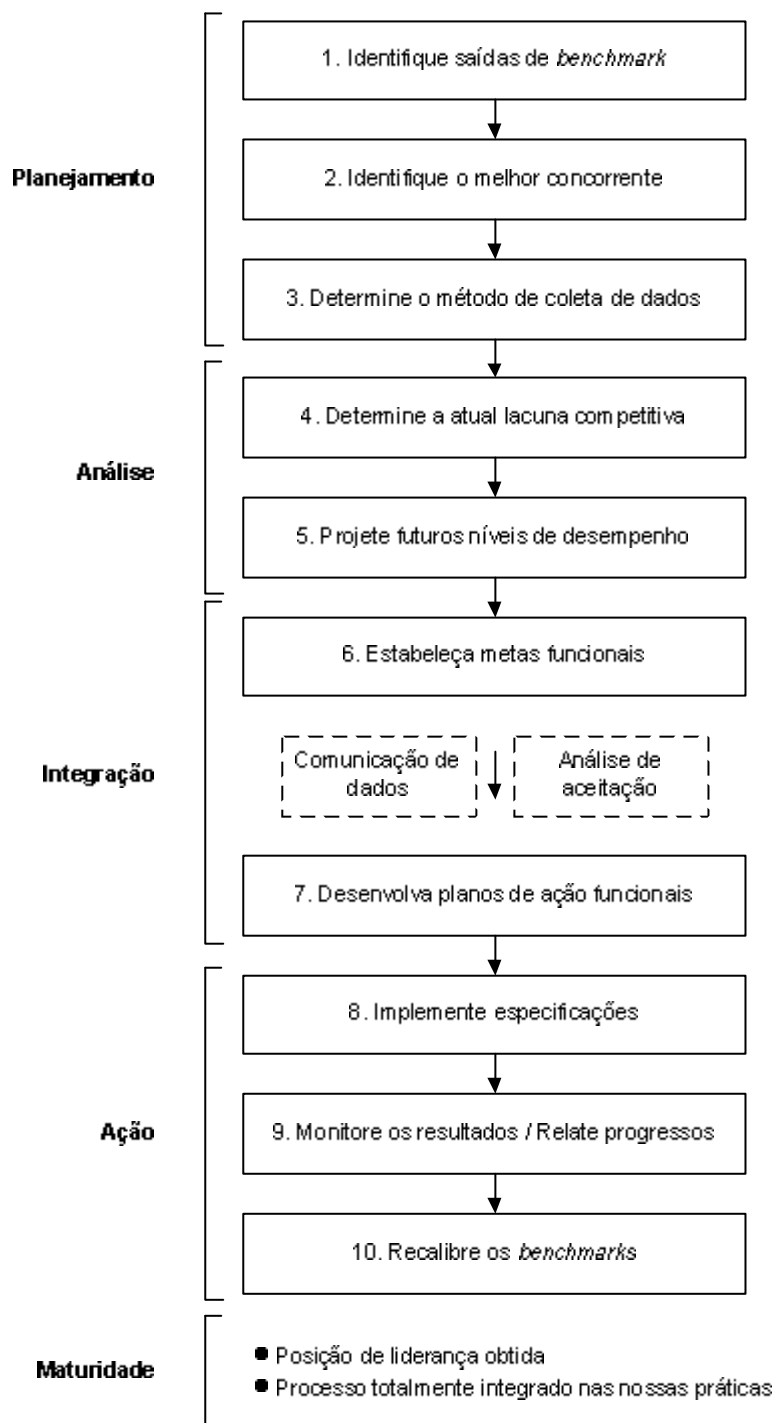 1. Identifique saídas de benchmark
Planejamento
2. Identifique o melhor concorrente
3. Determine o método de coleta de dados
4. Determine a atual lacuna competitiva
Análise
5. Projete futuros níveis de desempenho
6. Estabeleça metas funcionais
Integração
Comunicação de
dados
Análise de
aceitação
7. Desenvolva planos de ação funcionais
8. Implemente especificações
Ação
9. Monitore os resultados / Relate progressos
10. Recalibre os benchmarks
Maturidade
● Posição de liderança obtida
● Processo totalmente integrado nas nossas práticas